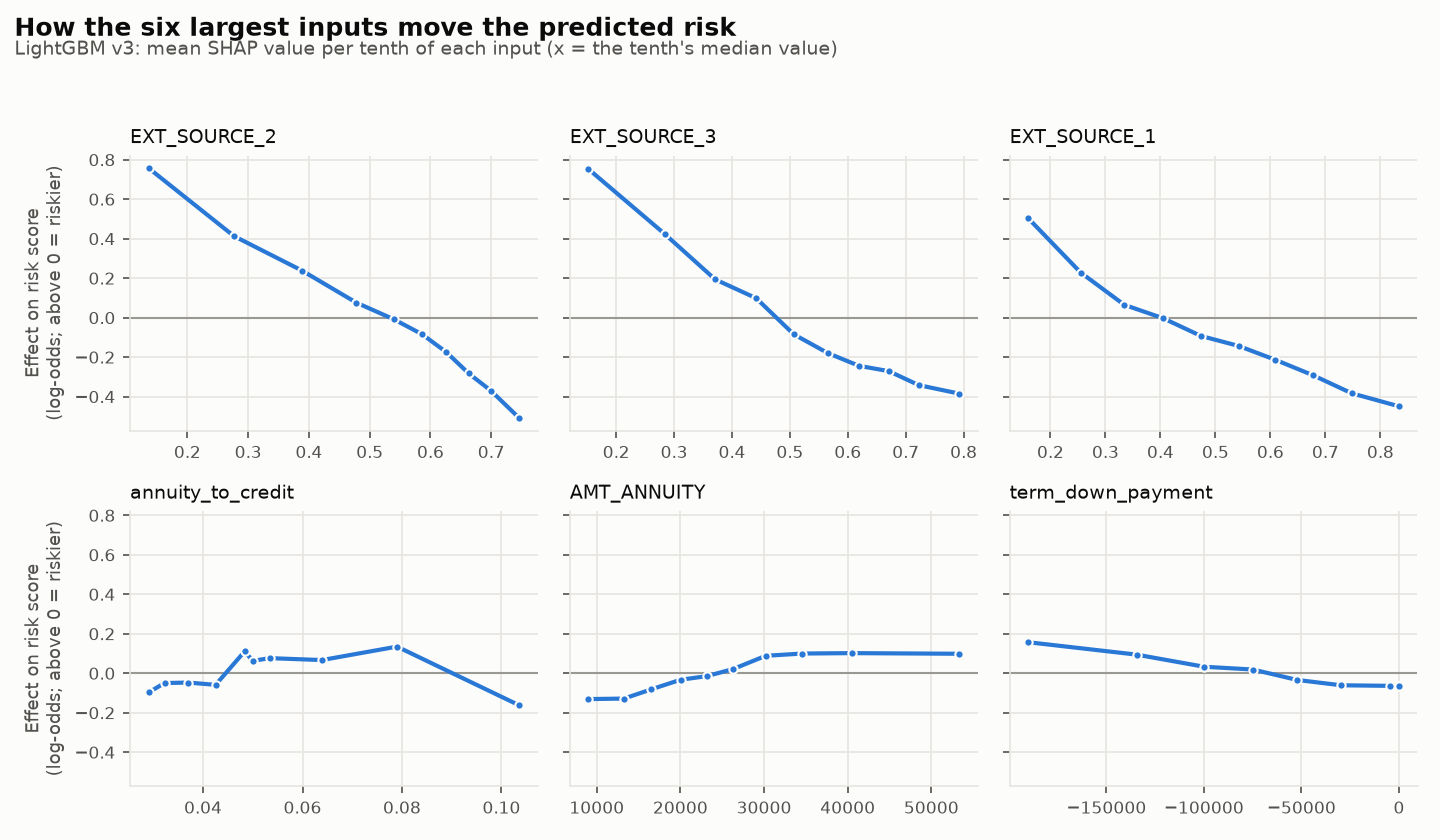 How the six largest inputs move the predicted risk
LightGBM v3: mean SHAP value per tenth of each input (x = the tenth's median value)
EXT_SOURCE_2
EXT_SOURCE_3
EXT_SOURCE_1
Effect on risk score
(log-odds; above 0 = riskier)
0.8
0.6
0.4
0.2
0.0
−0.2
−0.4
0.2 0.3 0.4 0.5 0.6 0.7
0.2 0.3 0.4 0.5 0.6 0.7 0.8
0.2 0.3 0.4 0.5 0.6 0.7 0.8
annuity_to_credit
AMT_ANNUITY
term_down_payment
Effect on risk score
(log-odds; above 0 = riskier)
0.8
0.6
0.4
0.2
0.0
−0.2
−0.4
0.04 0.06 0.08 0.10
10000 20000 30000 40000 50000
−150000 −100000 −50000 0